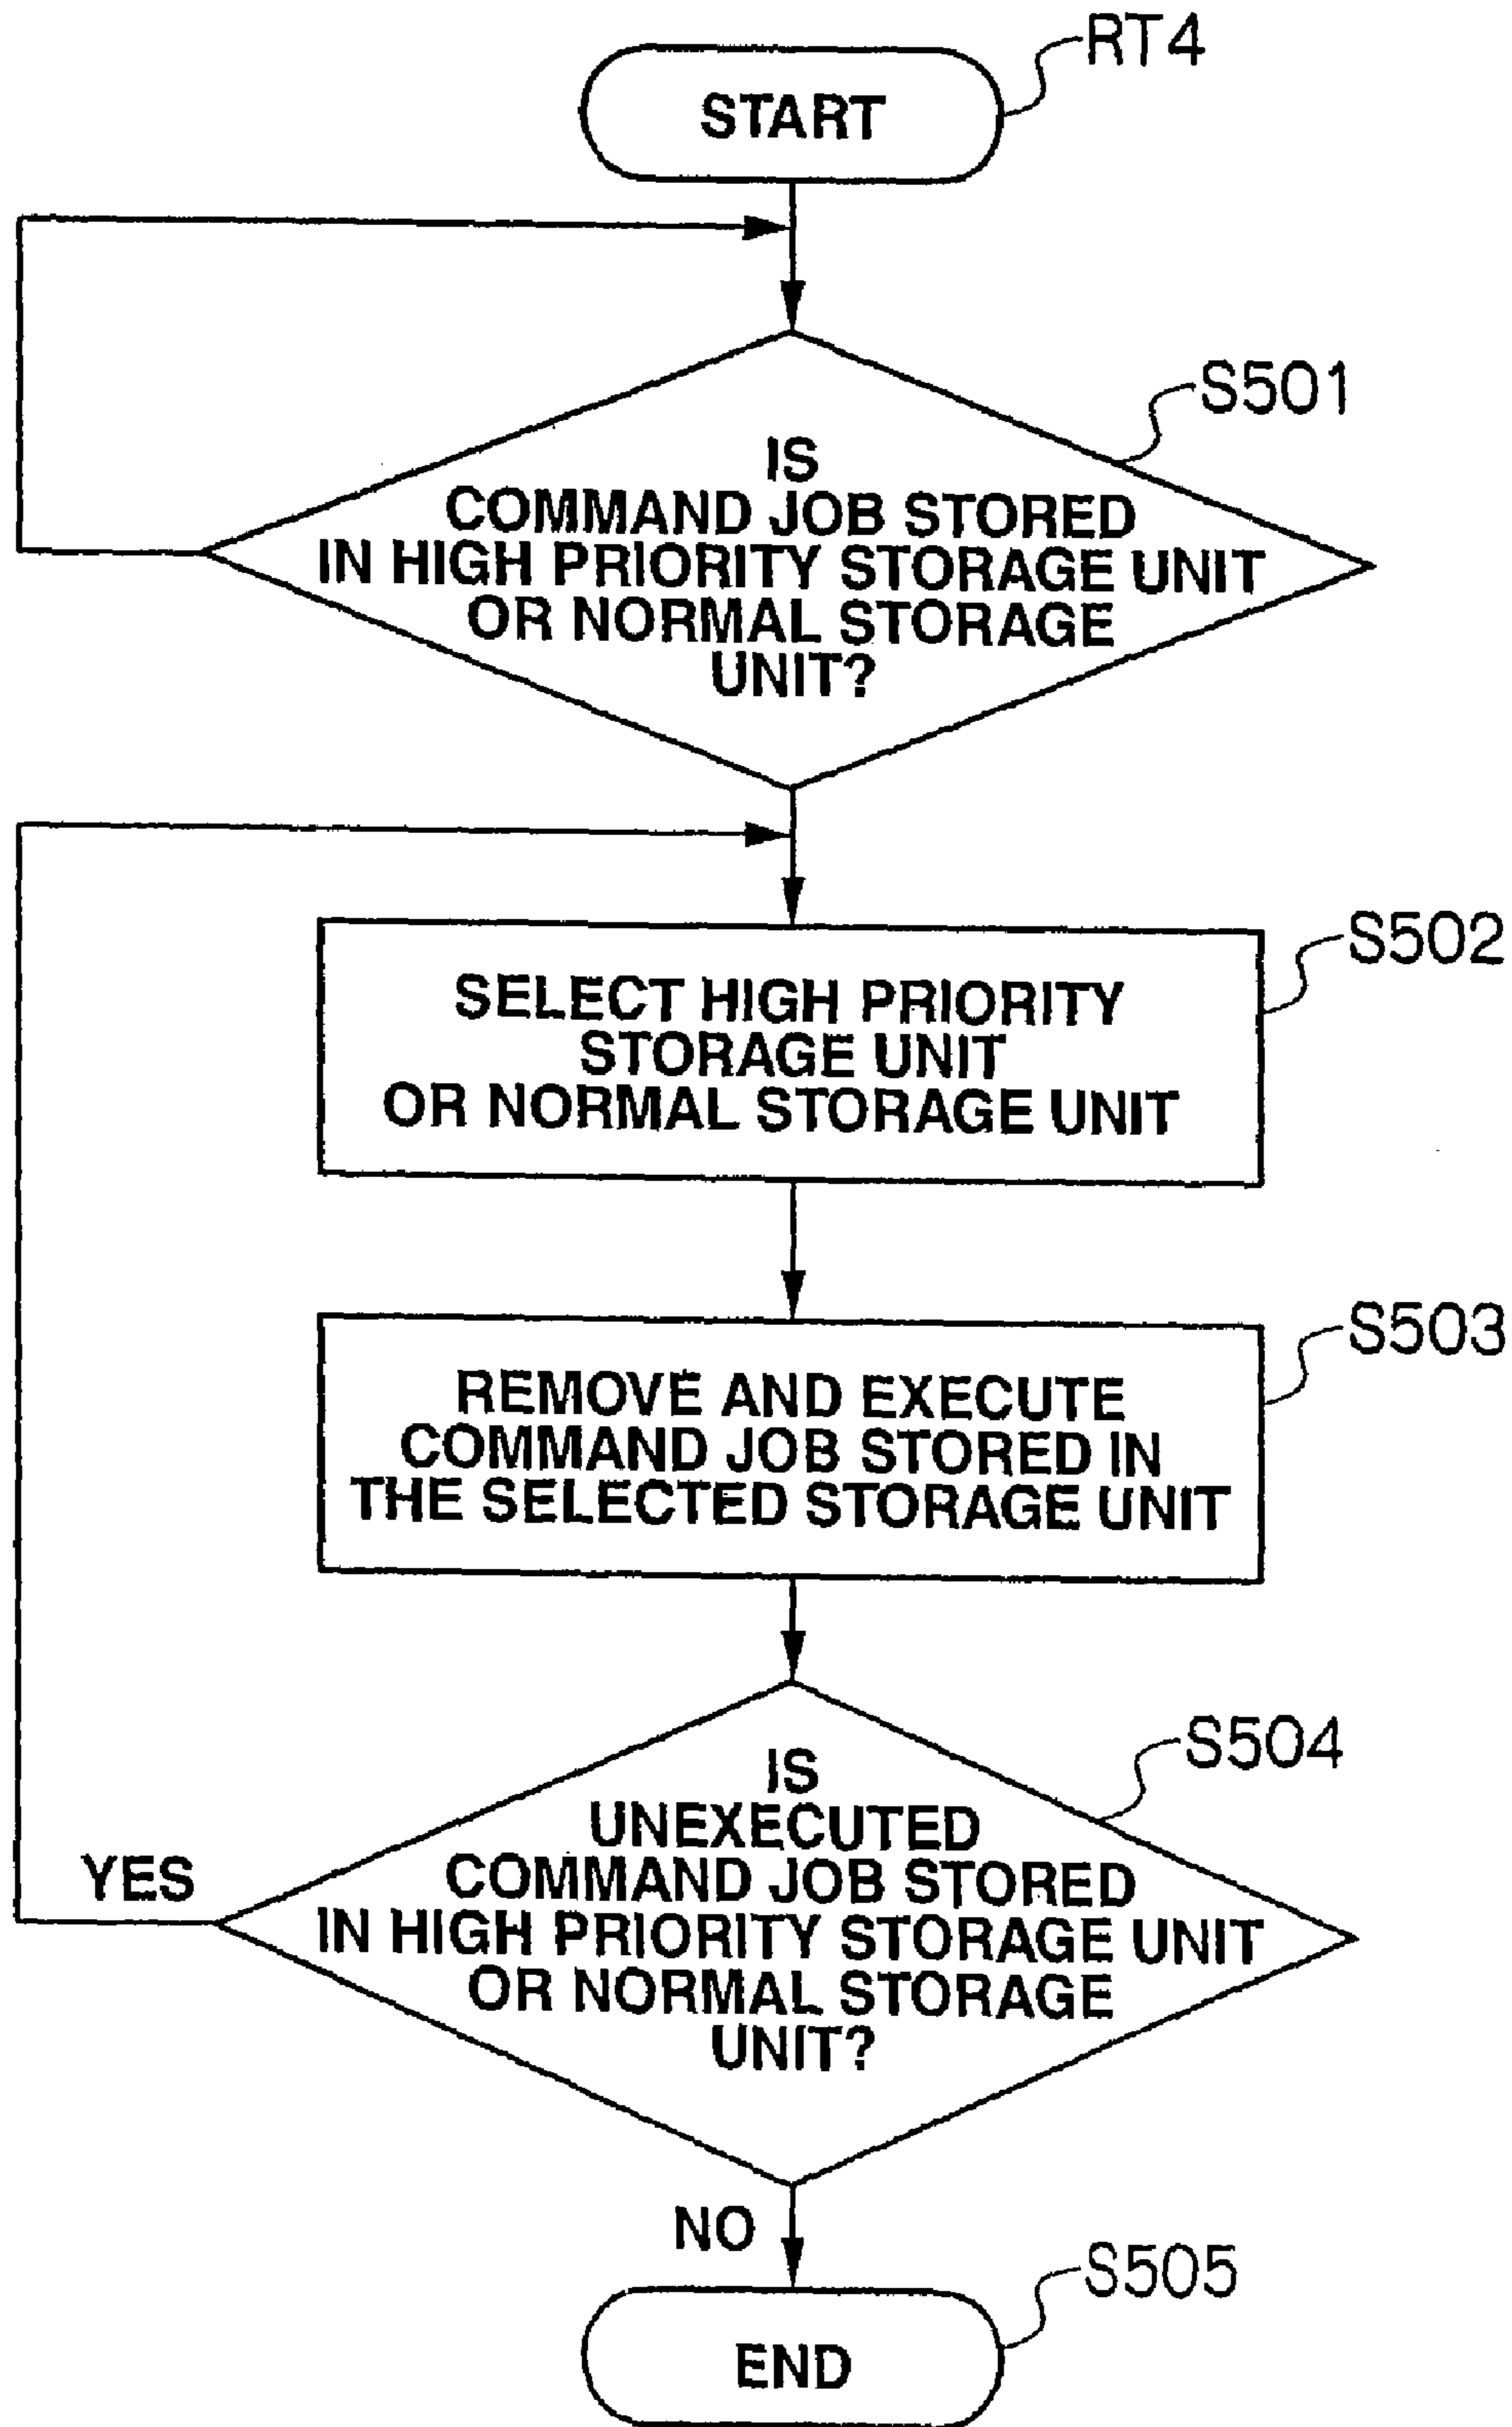 RT4
START
S501
IS
COMMAND JOB STORED
IN HIGH PRIORITY STORAGE UNIT
OR NORMAL STORAGE
UNIT?
S502
SELECT HIGH PRIORITY
STORAGE UNIT
OR NORMAL STORAGE UNIT
S503
REMOVE AND EXECUTE
COMMAND JOB STORED IN
THE SELECTED STORAGE UNIT
S504
IS
UNEXECUTED
COMMAND JOB STORED
IN HIGH PRIORITY STORAGE UNIT
OR NORMAL STORAGE
UNIT?
YES
NO
S505
END